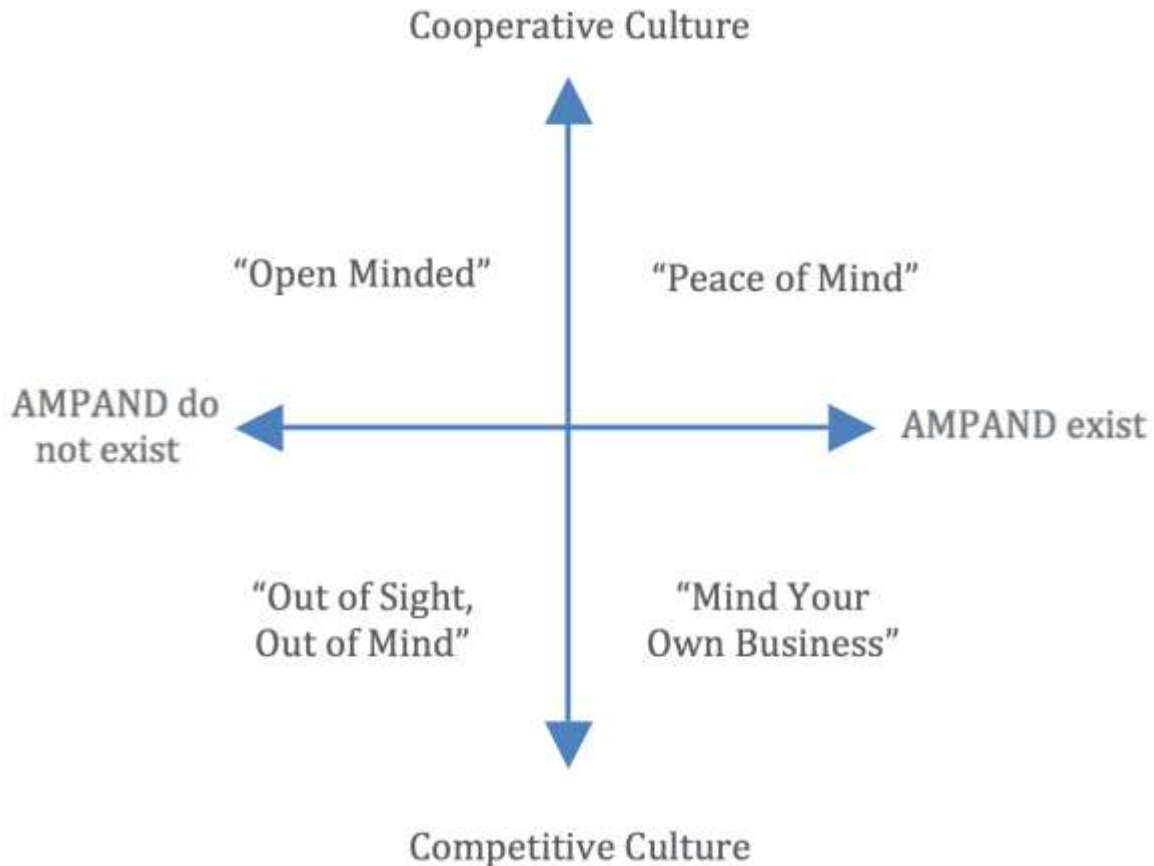 Cooperative Culture
“Open Minded”
“Peace of Mind”
AMPAND do
not exist
AMPAND exist
“Out of Sight,
Out of Mind”
“Mind Your
Own Business”
Competitive Culture